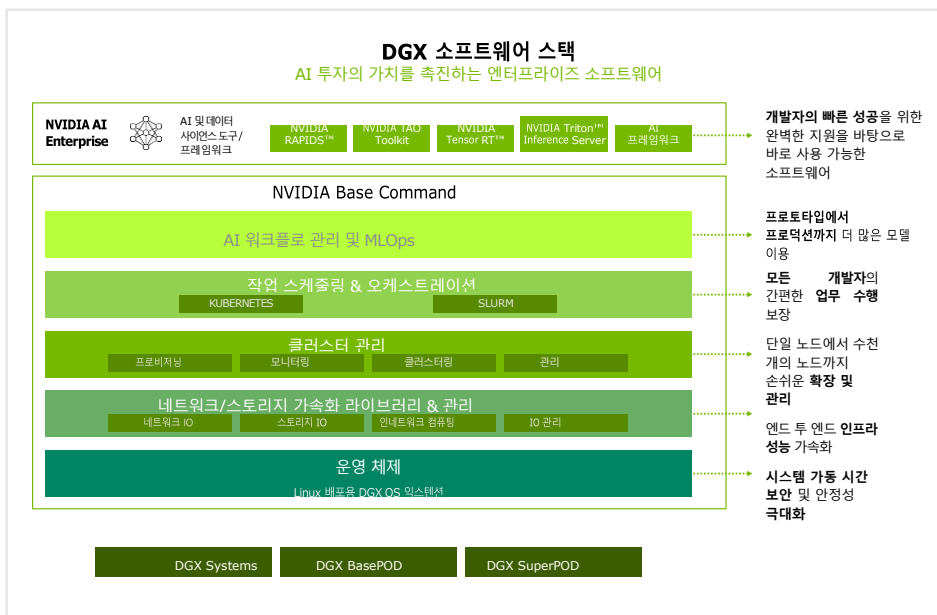 DGX 소프트웨어 스택
AI 투자의 가치를 촉진하는 엔터프라이즈 소프트웨어
NVIDIA AI
Enterprise
AI 및 데이터
사이언스 도구/
프레임워크
NVIDIA
RAPIDS™
NVIDIA TAO
Toolkit
NVIDIA
Tensor RT™
NVIDIA Triton™
Inference Server
AI
프레임워크
개발자의 빠른 성공을 위한
완벽한 지원을 바탕으로
바로 사용 가능한
소프트웨어
NVIDIA Base Command
AI 워크플로 관리 및 MLOps
프로토타입에서
프로덕션까지 더 많은 모델
이용
작업 스케줄링 & 오케스트레이션
KUBERNETES
SLURM
모든 개발자의
간편한 업무 수행
보장
클러스터 관리
프로비저닝
모니터링
클러스터링
관리
단일 노드에서 수천
개의 노드까지
손쉬운 확장 및
관리
네트워크/스토리지 가속화 라이브러리 & 관리
네트워크 IO
스토리지 IO
인네트워크 컴퓨팅
IO 관리
엔드 투 엔드 인프라
성능 가속화
운영 체제
Linux 배포용 DGX OS 익스텐션
시스템 가동 시간
보안 및 안정성
극대화
DGX Systems
DGX BasePOD
DGX SuperPOD